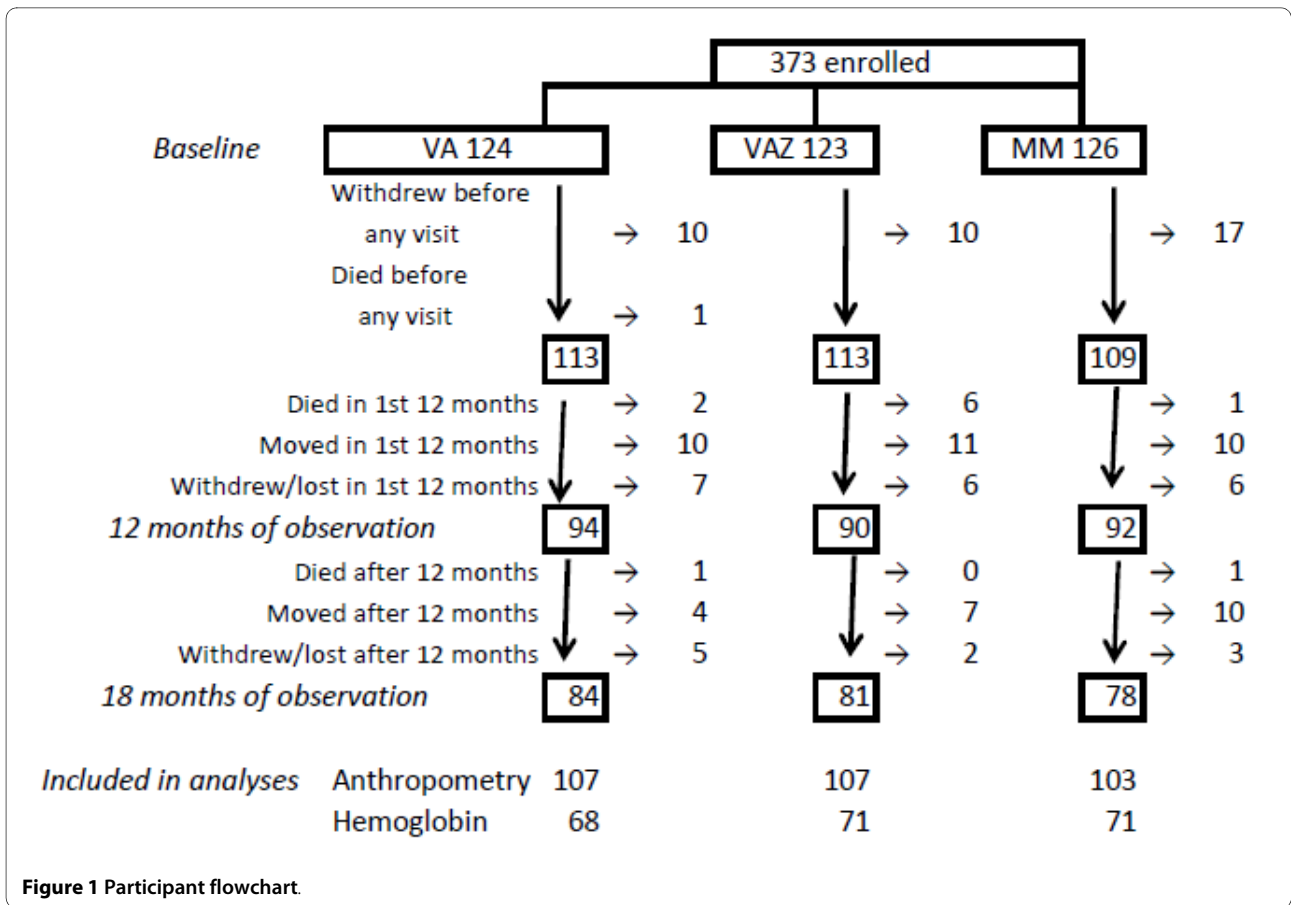 373 enrolled
Baseline VA 124 VAZ 123 MM 126
Withdrew before
any visit → 10 → 10 → 17
Died before
any visit → 1
113 113 109
Died in 1st 12 months → 2 → 6 → 1
Moved in 1st 12 months → 10 → 11 → 10
Withdrew/lost in 1st 12 months → 7 → 6 → 6
12 months of observation 94 90 92
Died after 12 months → 1 → 0 → 1
Moved after 12 months → 4 → 7 → 10
Withdrew/lost after 12 months → 5 → 2 → 3
18 months of observation 84 81 78
Included in analyses Anthropometry 107 107 103
Hemoglobin 68 71 71
Figure 1 Participant flowchart.